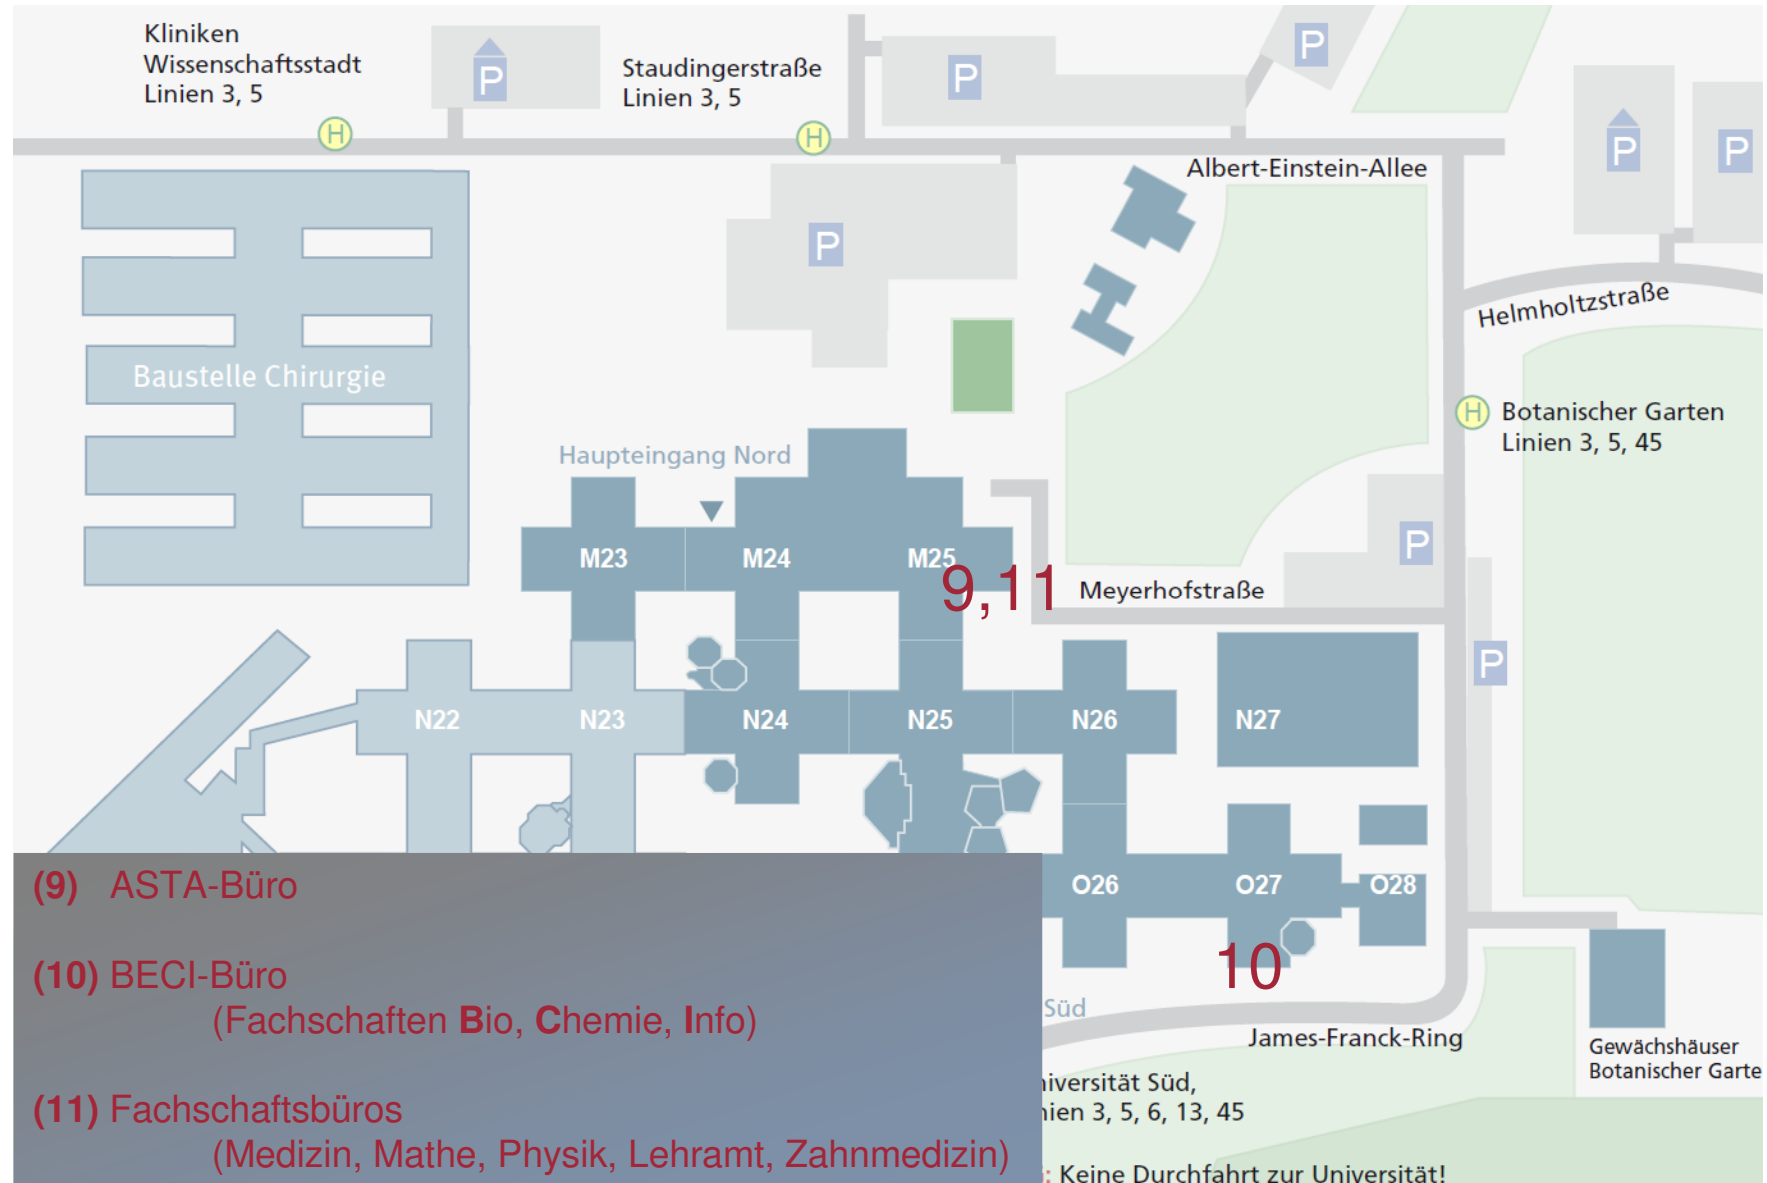 Kliniken
Wissenschaftsstadt
Linien 3, 5
P
Staudingerstraße
Linien 3, 5
P
P
H
H
P
P
Albert-Einstein-Allee
P
Helmholtzstraße
Baustelle Chirurgie
H
Botanischer Garten
Linien 3, 5, 45
Haupteingang Nord
M23
M24
M25
9,11
P
Meyerhofstraße
P
N22
N23
N24
N25
N26
N27
O26
O27
O28
10
(9) ASTA-Büro
(10) BECI-Büro
(Fachschaften Bio, Chemie, Info)
(11) Fachschaftsbüros
(Medizin, Mathe, Physik, Lehramt, Zahnmedizin)
Süd
James-Franck-Ring
Gewächshäuser
Botanischer Garte
iversität Süd,
nien 3, 5, 6, 13, 45
: Keine Durchfahrt zur Universität!